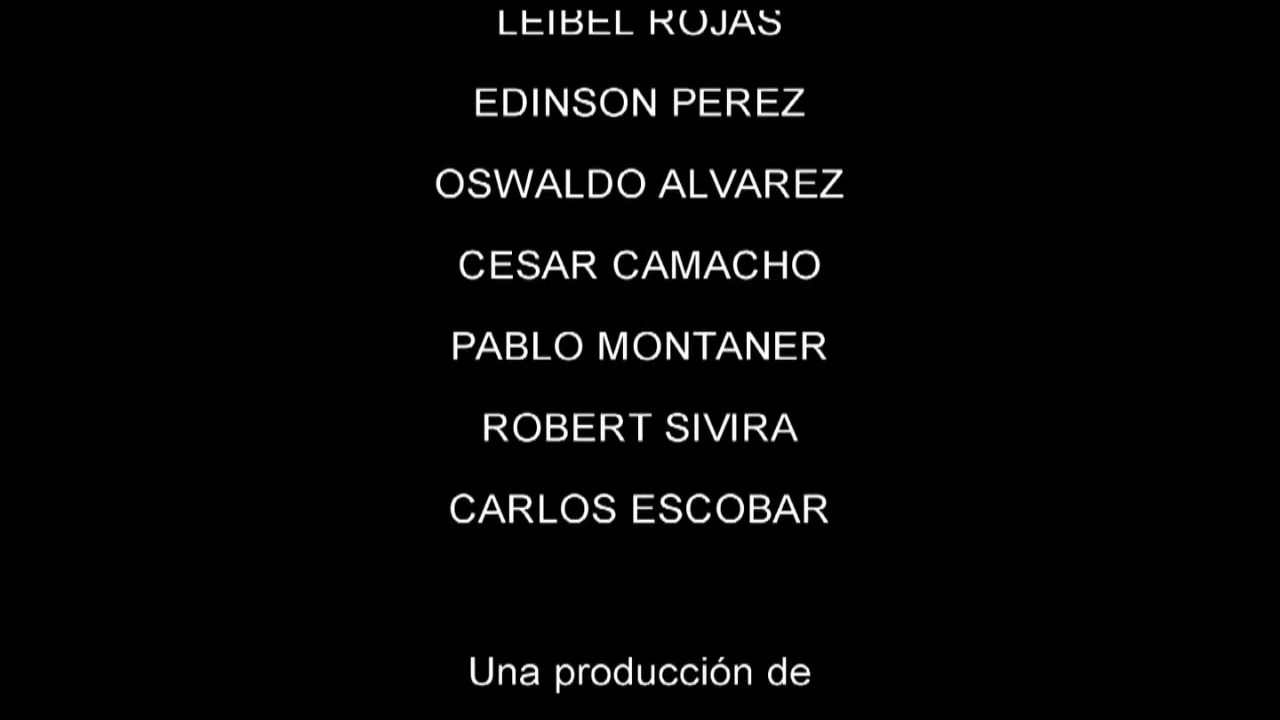 LEIBEL ROJAS
EDINSON PEREZ
OSWALDO ALVAREZ
CESAR CAMACHO
PABLO MONTANER
ROBERT SIVIRA
CARLOS ESCOBAR
Una producción de